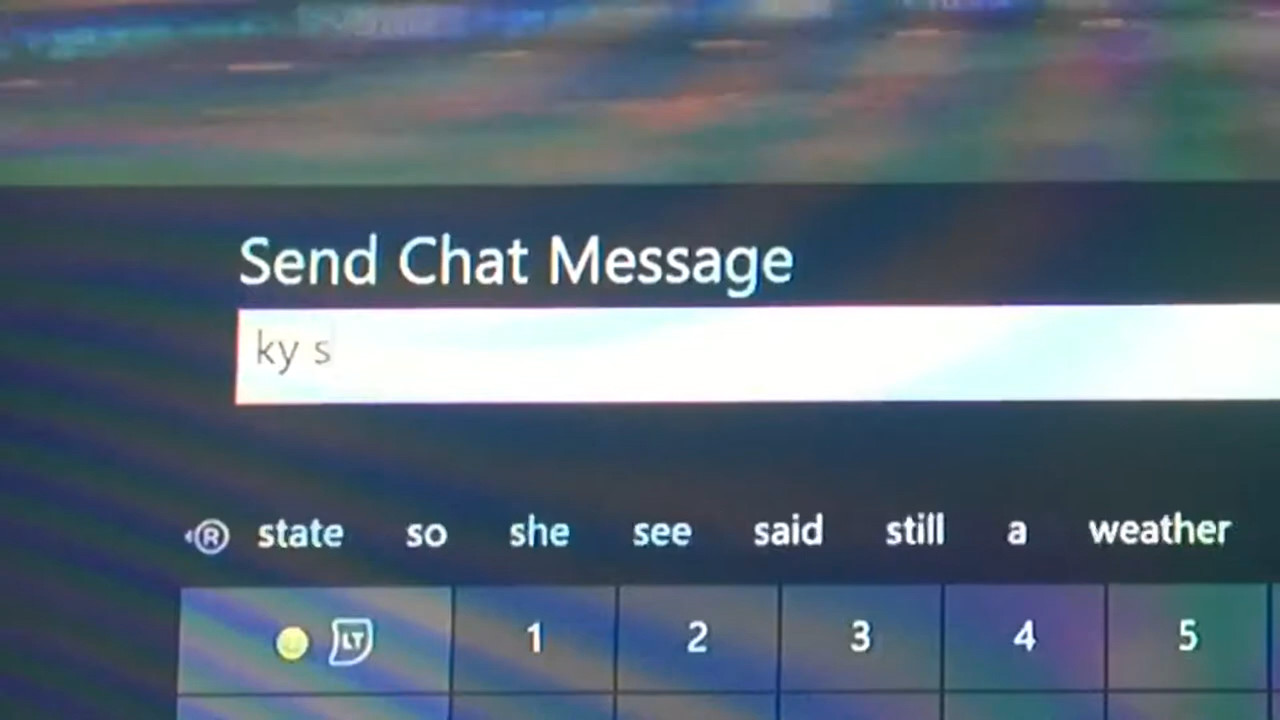 Send Chat Message
ky s
R state so she see said still a weather
LT 1 2 3 4 5